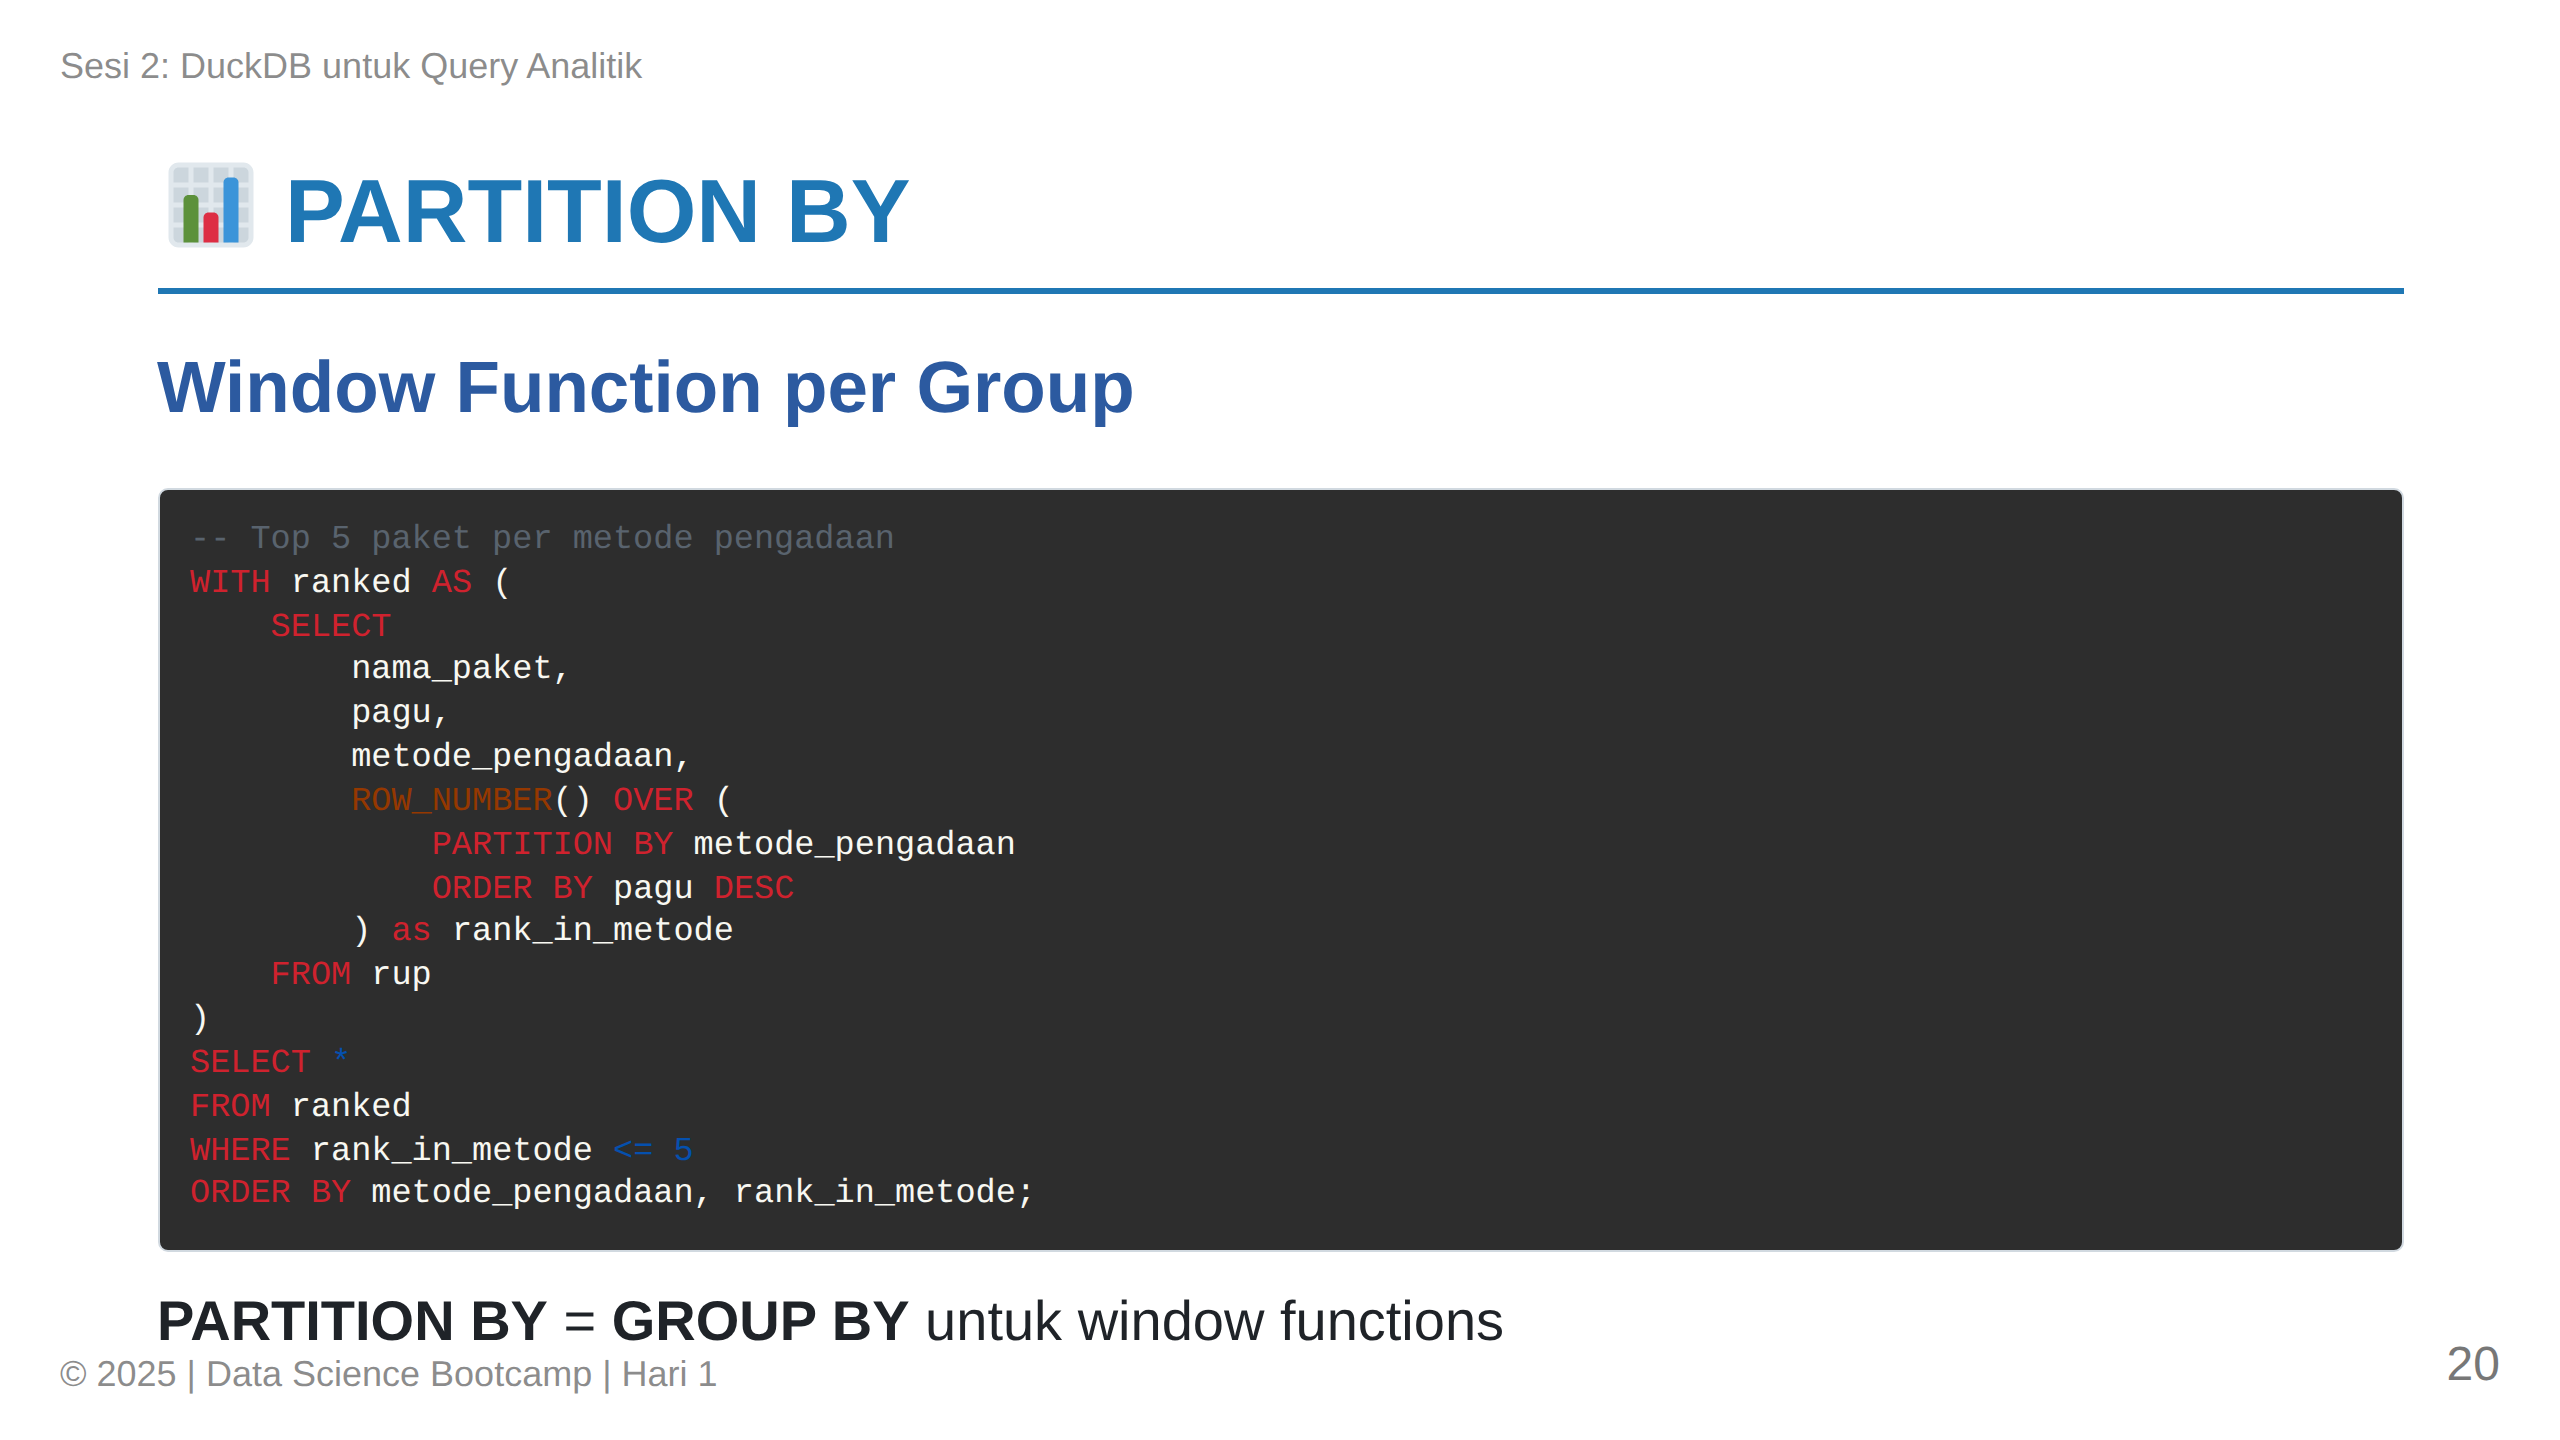 Sesi 2: DuckDB untuk Query Analitik
PARTITION BY
Window Function per Group
-- Top 5 paket per metode pengadaan
WITH ranked AS (
    SELECT
        nama_paket,
        pagu,
        metode_pengadaan,
        ROW_NUMBER() OVER (
            PARTITION BY metode_pengadaan
            ORDER BY pagu DESC
        ) as rank_in_metode
    FROM rup
)
SELECT *
FROM ranked
WHERE rank_in_metode <= 5
ORDER BY metode_pengadaan, rank_in_metode;
PARTITION BY = GROUP BY untuk window functions
© 2025 | Data Science Bootcamp | Hari 1
20